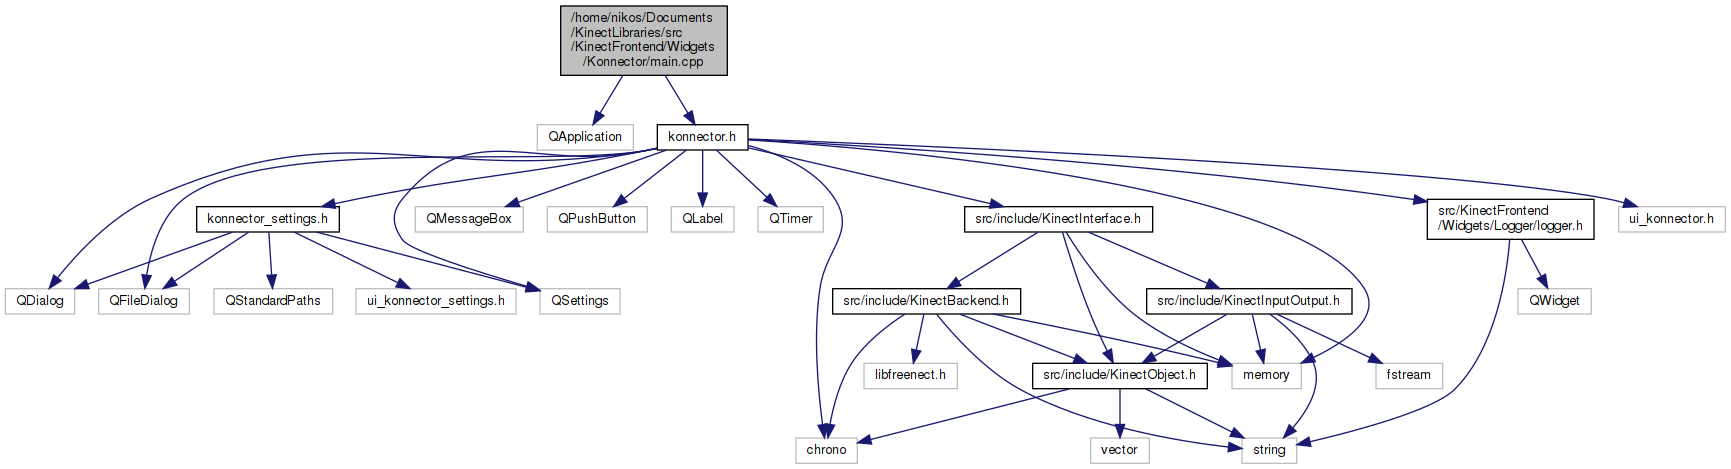 /home/nikos/Documents
/KinectLibraries/src
/KinectFrontend/Widgets
/Konnector/main.cpp
QApplication
konnector.h
konnector_settings.h
QMessageBox
QPushButton
QLabel
QTimer
src/include/KinectInterface.h
src/KinectFrontend
/Widgets/Logger/logger.h
ui_konnector.h
QDialog
QFileDialog
QStandardPaths
ui_konnector_settings.h
QSettings
src/include/KinectBackend.h
src/include/KinectInputOutput.h
QWidget
libfreenect.h
src/include/KinectObject.h
memory
fstream
chrono
vector
string